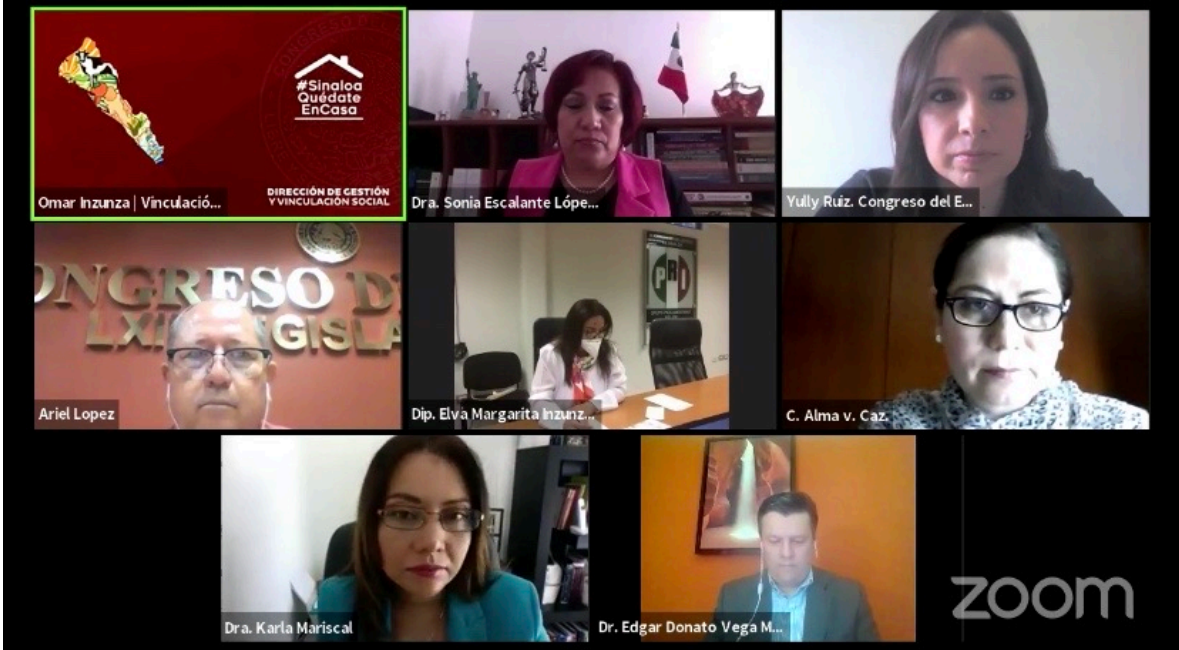 #Sinaloa
Quédate
EnCasa
DIRECCIÓN DE GESTIÓN
Y VINCULACIÓN SOCIAL
Omar Inzunza | Vinculació...
Dra. Sonia Escalante Lópe...
Yully Ruiz. Congreso del E...
ONGRESO D
LXI GISLA
Ariel Lopez
PRI
Dip. Elva Margarita Inzunz...
C. Alma v. Caz.
Dra. Karla Mariscal
Dr. Edgar Donato Vega M...
zoom